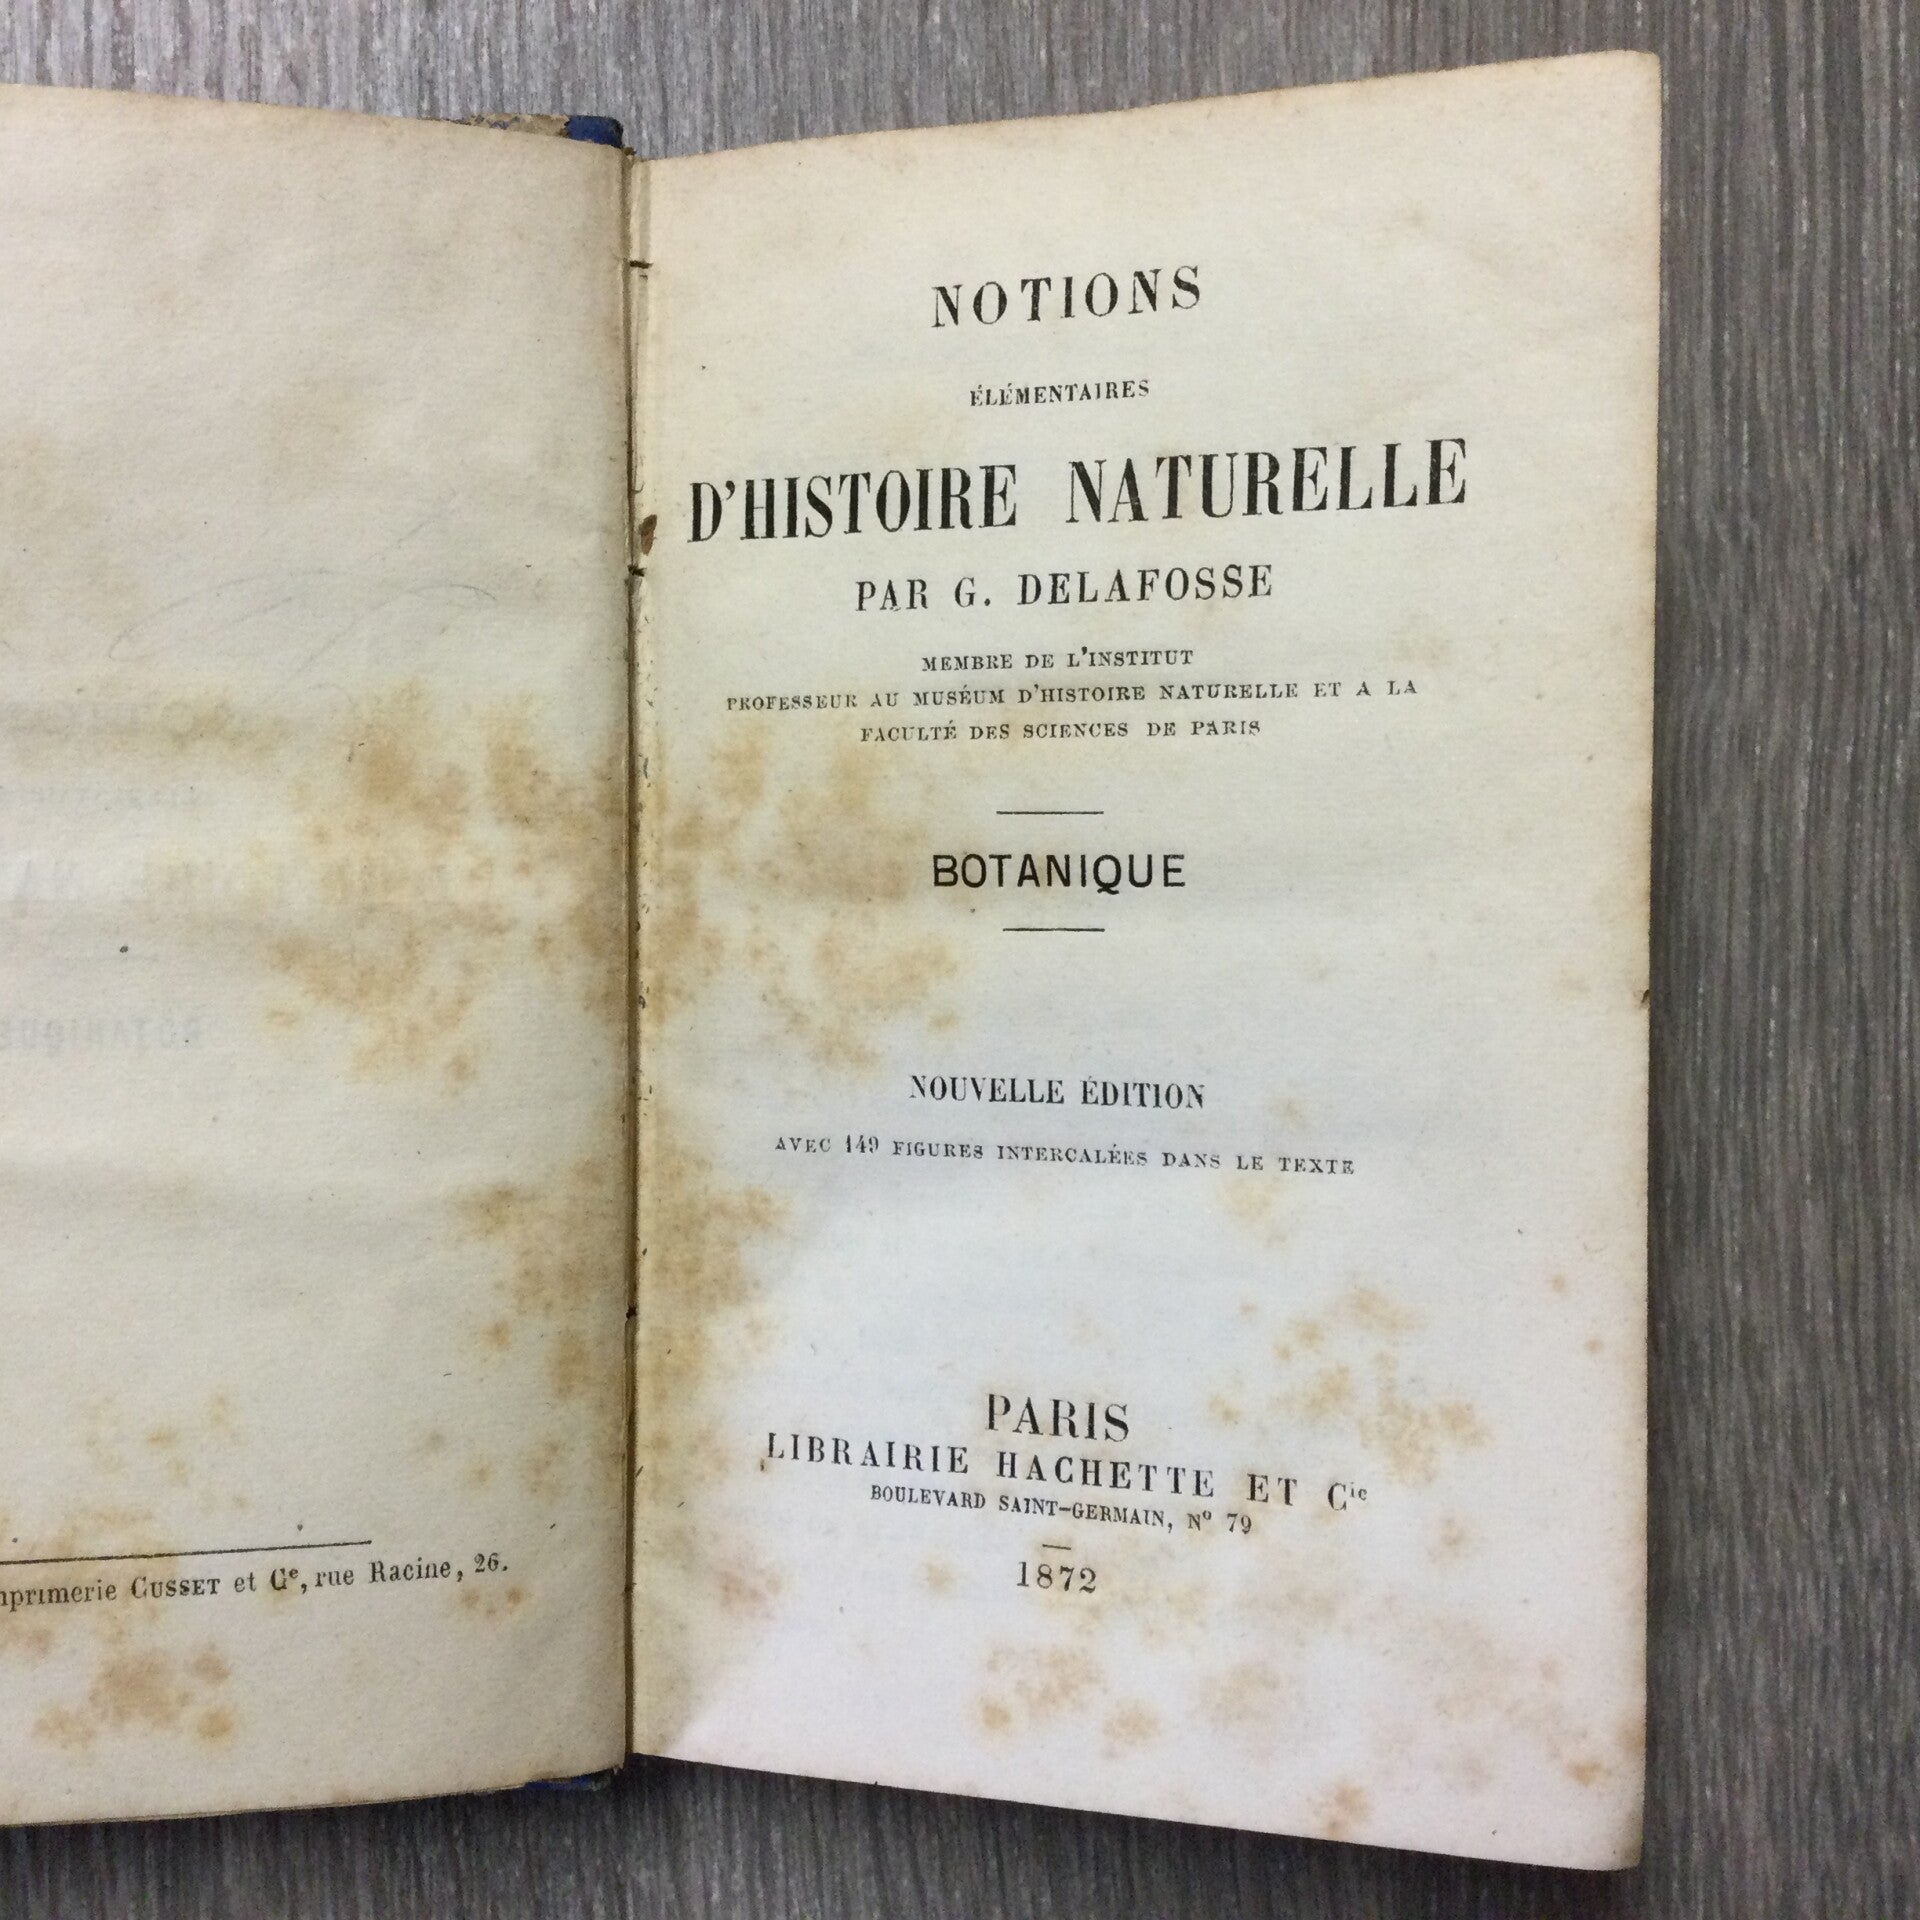 Imprimerie CUSSET et Ce, rue Racine, 26.
NOTIONS
ÉLÉMENTAIRES
D'HISTOIRE NATURELLE
PAR G. DELAFOSSE
MEMBRE DE L'INSTITUT
PROFESSEUR AU MUSÉUM D'HISTOIRE NATURELLE ET A LA
FACULTÉ DES SCIENCES DE PARIS
BOTANIQUE
NOUVELLE ÉDITION
AVEC 149 FIGURES INTERCALÉES DANS LE TEXTE
PARIS
LIBRAIRIE HACHETTE ET Cie
BOULEVARD SAINT-GERMAIN, No 79
1872